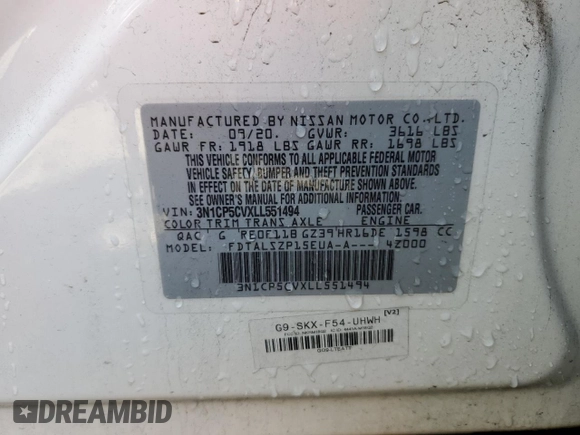 MANUFACTURED BY NISSAN MOTOR CO.,LTD.
DATE: 09/20. GVWR: 3616 LBS
GAWR FR: 1918 LBS GAWR RR: 1698 LBS
THIS VEHICLE CONFORMS TO ALL APPLICABLE FEDERAL MOTOR
VEHICLE SAFETY, BUMPER AND THEFT PREVENTION STANDARDS
IN EFFECT ON THE DATE OF MANUFACTURE SHOWN ABOVE.
SEE OWNER'S MANUAL FOR ADDITIONAL INFORMATION
VIN: 3N1CP5CVXLL551494 PASSENGER CAR.
COLOR TRIM TRANS AXLE ENGINE
QAC G RE0F11B GZ39 HR16DE 1598 CC
FDTALSZP15EUA-A--- 4Z000
3N1CP5CVXLL551494
G9-SKX-F54-UHWH
[V2]
DREAMBID